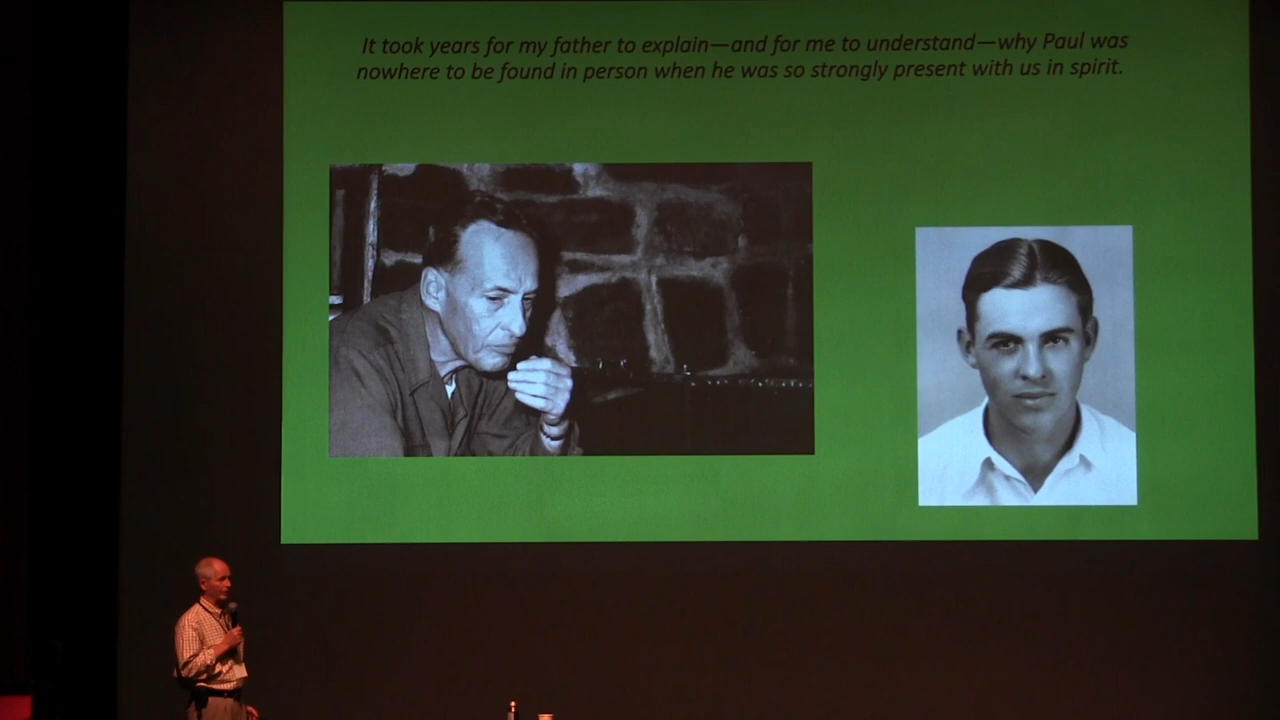 It took years for my father to explain—and for me to understand—why Paul was
nowhere to be found in person when he was so strongly present with us in spirit.